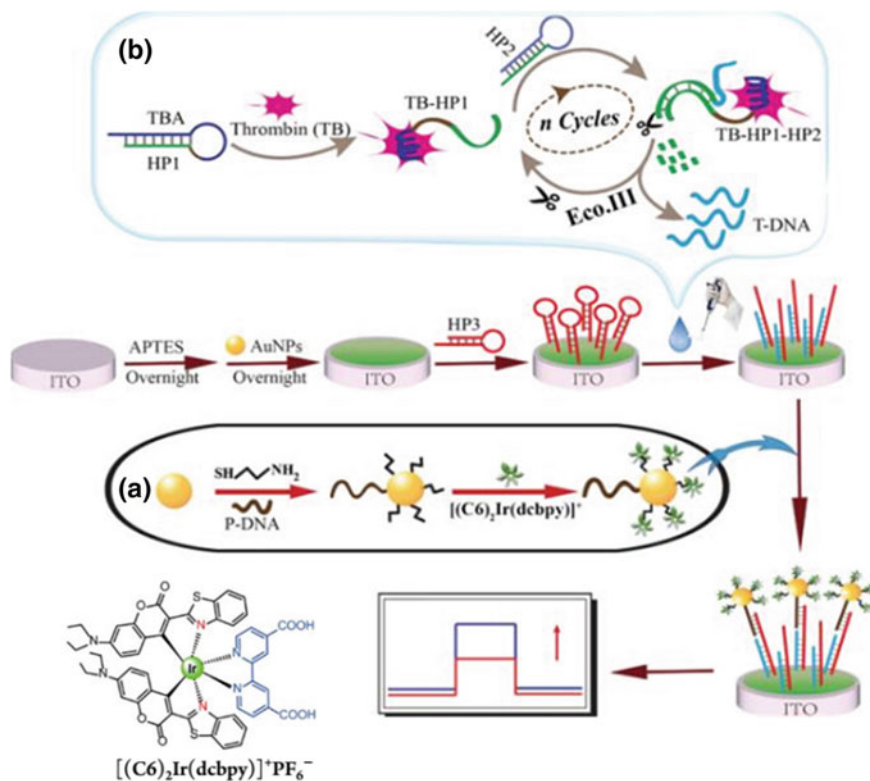 (b)
HP2
TBA
HP1
Thrombin (TB)
TB-HP1
n Cycles
TB-HP1-HP2
Eco.III
T-DNA
ITO
APTES
Overnight
AuNPs
Overnight
ITO
HP3
ITO
ITO
(a)
SH
NH₂
P-DNA
[(C6)₂Ir(dcbpy)]⁺
O
O
S
N
N
COOH
Ir
N
N
N
N
O
O
S
COOH
[(C6)₂Ir(dcbpy)]⁺PF₆⁻
ITO